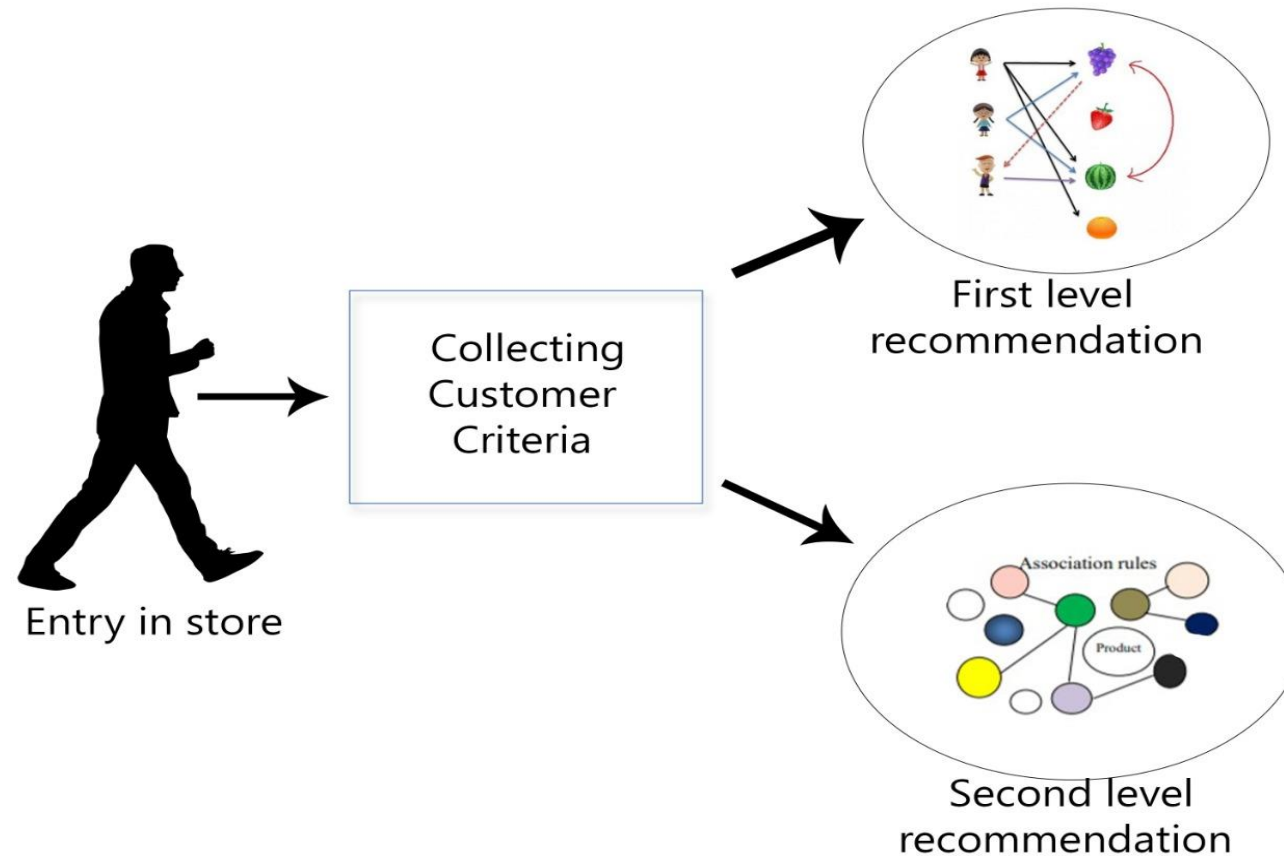 Entry in store
Collecting
Customer
Criteria
First level
recommendation
Association rules
Product
Second level
recommendation